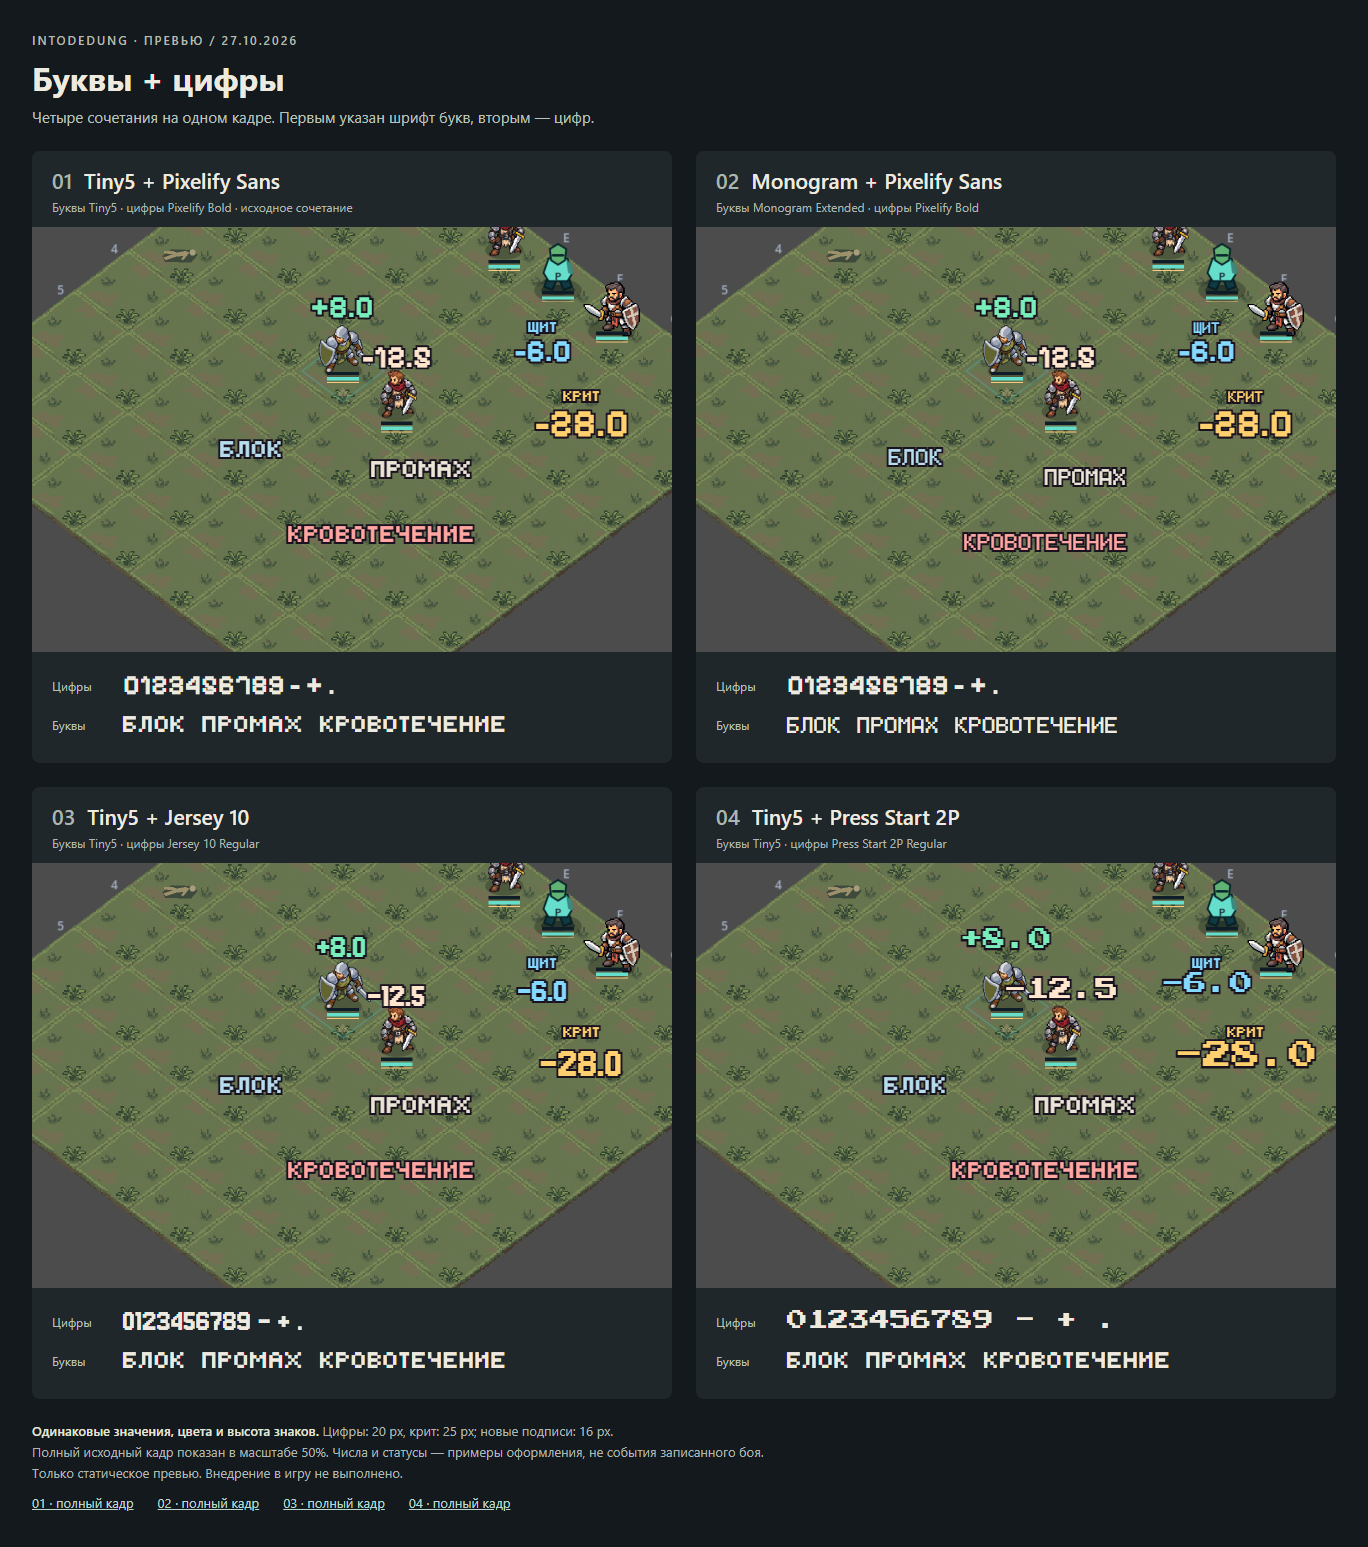 INTODEDUNG · ПРЕВЬЮ / 27.10.2026
Буквы + цифры
Четыре сочетания на одном кадре. Первым указан шрифт букв, вторым — цифр.
01 Tiny5 + Pixelify Sans
Буквы Tiny5 · цифры Pixelify Bold · исходное сочетание
E
4
P
F
5
+8.0
ЩИТ
-6.0
-12.5
КРИТ
-28.0
БЛОК
ПРОМАХ
КРОВОТЕЧЕНИЕ
Цифры 0123456789-+.
Буквы БЛОК ПРОМАХ КРОВОТЕЧЕНИЕ
02 Monogram + Pixelify Sans
Буквы Monogram Extended · цифры Pixelify Bold
E
4
P
F
5
+8.0
ЩИТ
-6.0
-12.5
КРИТ
-28.0
БЛОК
ПРОМАХ
КРОВОТЕЧЕНИЕ
Цифры 0123456789-+.
Буквы БЛОК ПРОМАХ КРОВОТЕЧЕНИЕ
03 Tiny5 + Jersey 10
Буквы Tiny5 · цифры Jersey 10 Regular
E
4
P
F
5
+8.0
ЩИТ
-6.0
-12.5
КРИТ
-28.0
БЛОК
ПРОМАХ
КРОВОТЕЧЕНИЕ
Цифры 0123456789 - + .
Буквы БЛОК ПРОМАХ КРОВОТЕЧЕНИЕ
04 Tiny5 + Press Start 2P
Буквы Tiny5 · цифры Press Start 2P Regular
E
4
P
F
5
+8.0
ЩИТ
-6.0
-12.5
КРИТ
-28.0
БЛОК
ПРОМАХ
КРОВОТЕЧЕНИЕ
Цифры 0123456789 - + .
Буквы БЛОК ПРОМАХ КРОВОТЕЧЕНИЕ
Одинаковые значения, цвета и высота знаков. Цифры: 20 px, крит: 25 px; новые подписи: 16 px.
Полный исходный кадр показан в масштабе 50%. Числа и статусы — примеры оформления, не события записанного боя.
Только статическое превью. Внедрение в игру не выполнено.
01 · полный кадр 02 · полный кадр 03 · полный кадр 04 · полный кадр